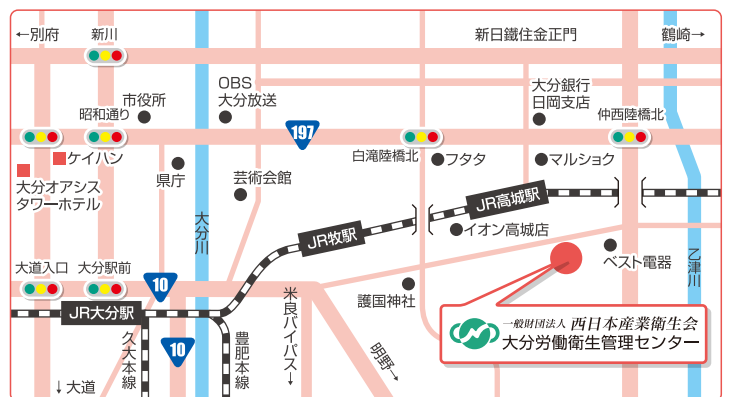 ←別府
新川
新日鐵住金正門
鶴崎→
市役所
OBS
大分放送
大分銀行
日岡支店
昭和通り
仲西陸橋北
197
白滝陸橋北
フタタ
マルショク
ケイハン
県庁
芸術会館
大分オアシス
タワーホテル
大分川
JR牧駅
JR高城駅
イオン高城店
ベスト電器
乙津川
大道入口
大分駅前
10
護国神社
米良バイパス→
JR大分駅
久大本線
10
豊肥本線
明野→
↓大道
一般財団法人 西日本産業衛生会
大分労働衛生管理センター